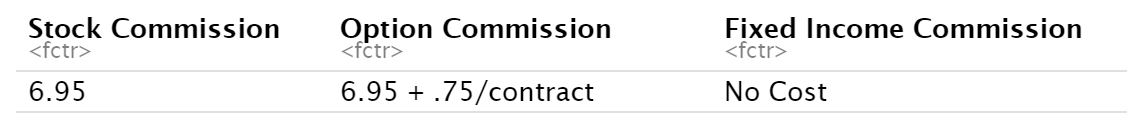 Stock Commission Option Commission Fixed Income Commission
<fctr> <fctr> <fctr>
6.95 6.95 + .75/contract No Cost